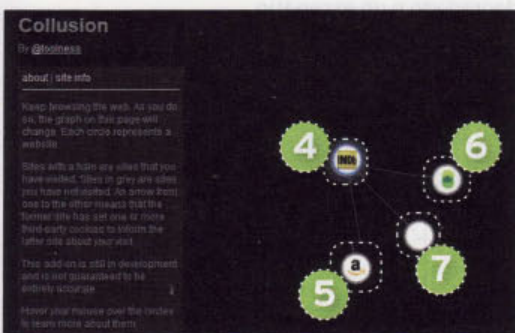 Collusion
By @toolness
about | site info
Keep browsing the web. As you do
so, the graph on this page will
change. Each circle represents a
website.
Sites with a halo are sites that you
have visited. Sites in grey are sites
you have not visited. An arrow from
one to the other means that the
former site has set one or more
third-party cookies to inform the
latter site about your visit.
This add-on is still in development
and is not guaranteed to be
entirely accurate.
Hover your mouse over the circles
to learn more about them.
4
IMDb
6
a
5
7